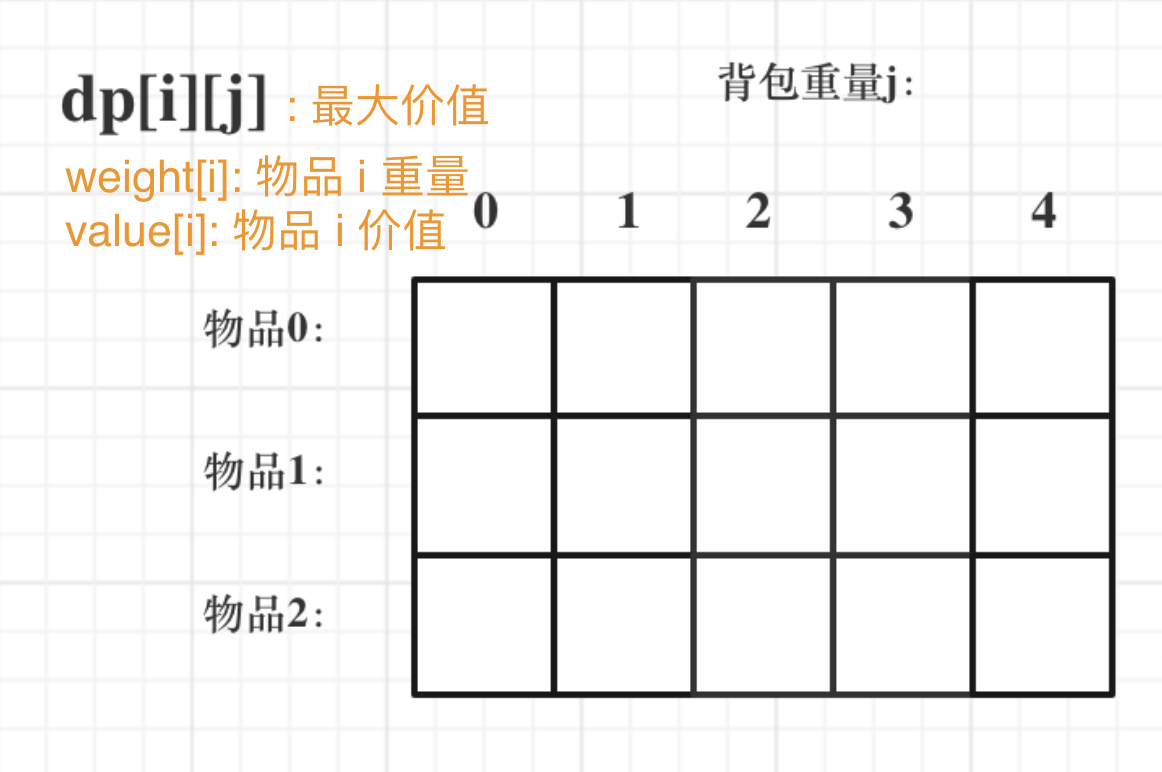 dp[i][j] : 最大价值
背包重量j:
weight[i]: 物品 i 重量
value[i]: 物品 i 价值
0 1 2 3 4
物品0:
物品1:
物品2: